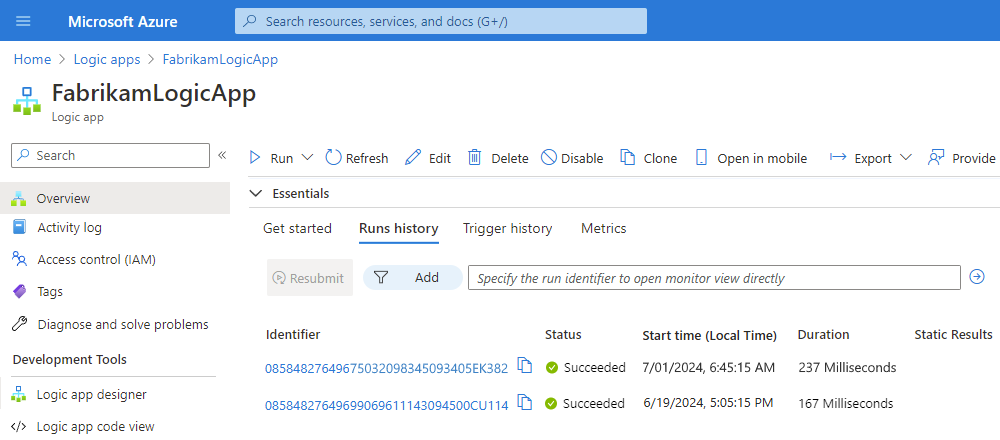 Microsoft Azure Search resources, services, and docs (G+/)
Home > Logic apps > FabrikamLogicApp
FabrikamLogicApp
Logic app
Search « Run Refresh Edit Delete Disable Clone Open in mobile Export Provide
Essentials
Overview
Activity log
Access control (IAM)
Tags
Diagnose and solve problems
Development Tools
Logic app designer
Logic app code view
Get started Runs history Trigger history Metrics
Resubmit Add Specify the run identifier to open monitor view directly
Identifier Status Start time (Local Time) Duration Static Results
08584827649675032098345093405EK382 Succeeded 7/01/2024, 6:45:15 AM 237 Milliseconds
08584827649699069611143094500CU114 Succeeded 6/19/2024, 5:05:15 PM 167 Milliseconds